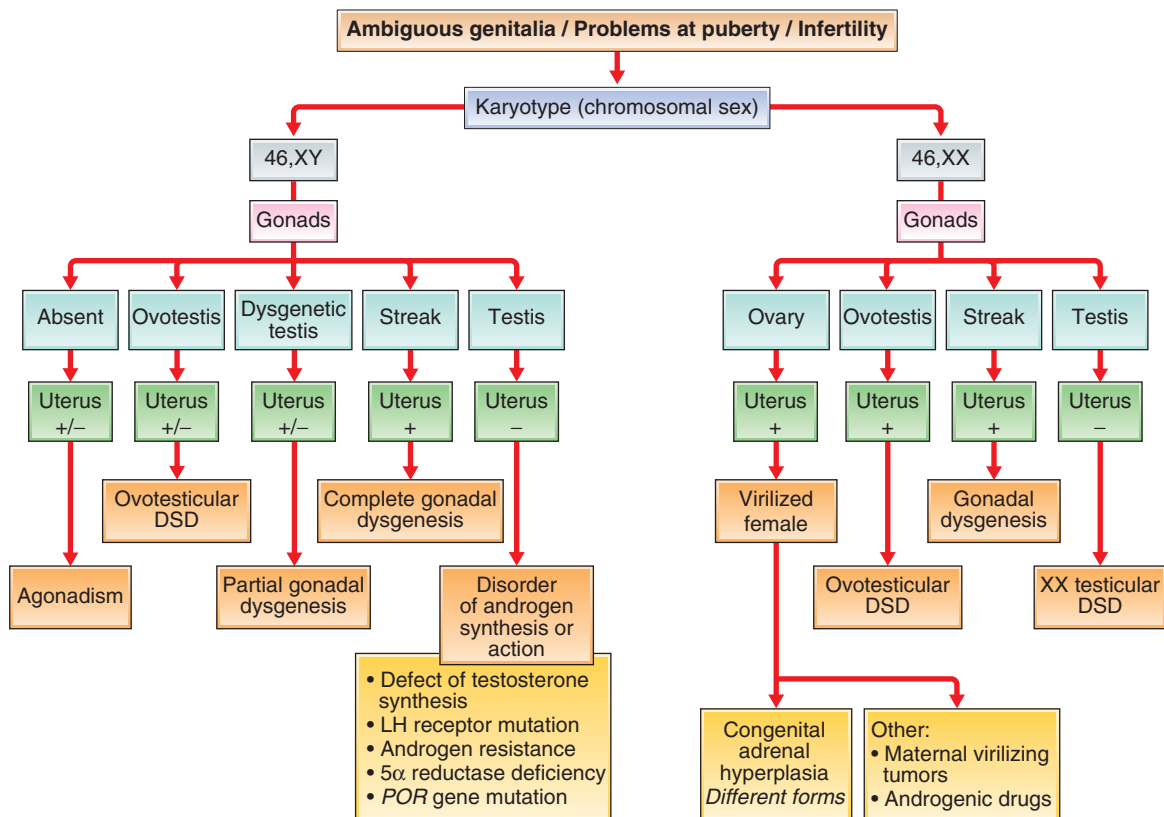 Ambiguous genitalia / Problems at puberty / Infertility
Karyotype (chromosomal sex)
46,XY
Gonads
Absent
Ovotestis
Dysgenetic
testis
Streak
Testis
Uterus
+/–
Uterus
+/–
Uterus
+/–
Uterus
+
Uterus
–
Ovotesticular
DSD
Complete gonadal
dysgenesis
Agonadism
Partial gonadal
dysgenesis
Disorder
of androgen
synthesis or
action
• Defect of testosterone
synthesis
• LH receptor mutation
• Androgen resistance
• 5α reductase deficiency
• POR gene mutation
46,XX
Gonads
Ovary
Ovotestis
Streak
Testis
Uterus
+
Uterus
+
Uterus
+
Uterus
–
Virilized
female
Gonadal
dysgenesis
Ovotesticular
DSD
XX testicular
DSD
Congenital
adrenal
hyperplasia
Different forms
Other:
• Maternal virilizing
tumors
• Androgenic drugs